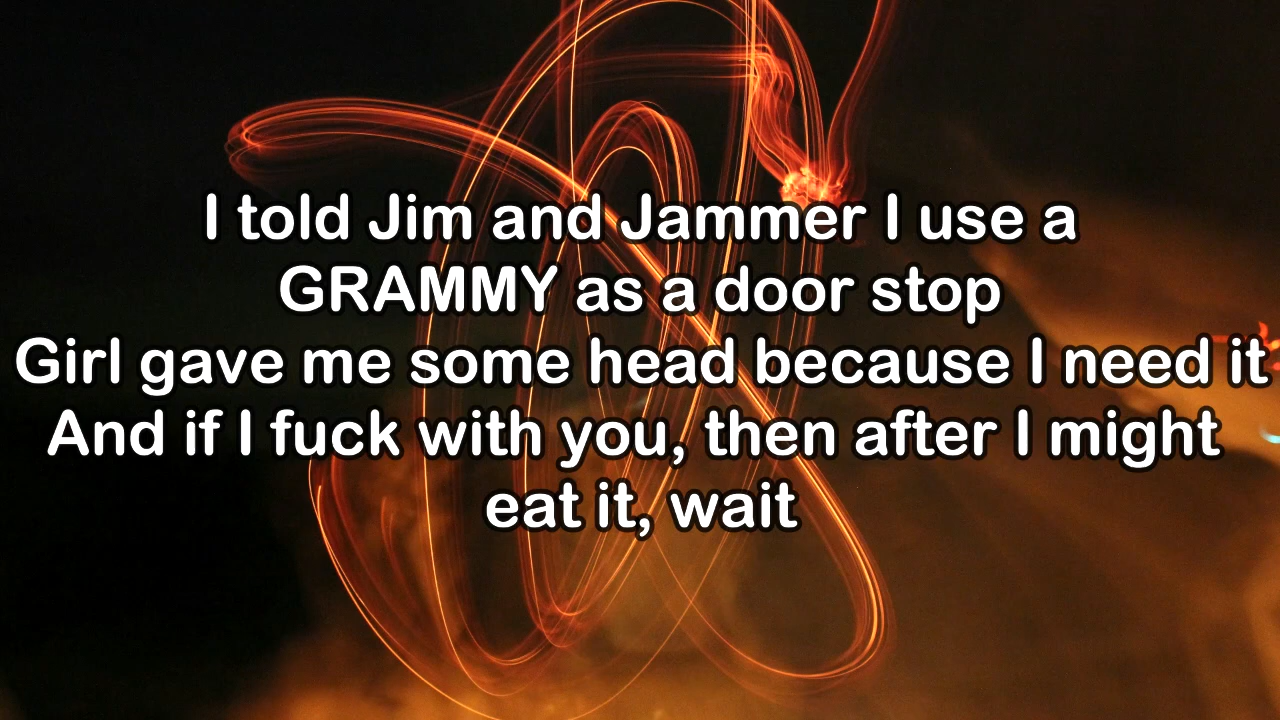 I told Jim and Jammer I use a
GRAMMY as a door stop
Girl gave me some head because I need it
And if I fuck with you, then after I might
eat it, wait